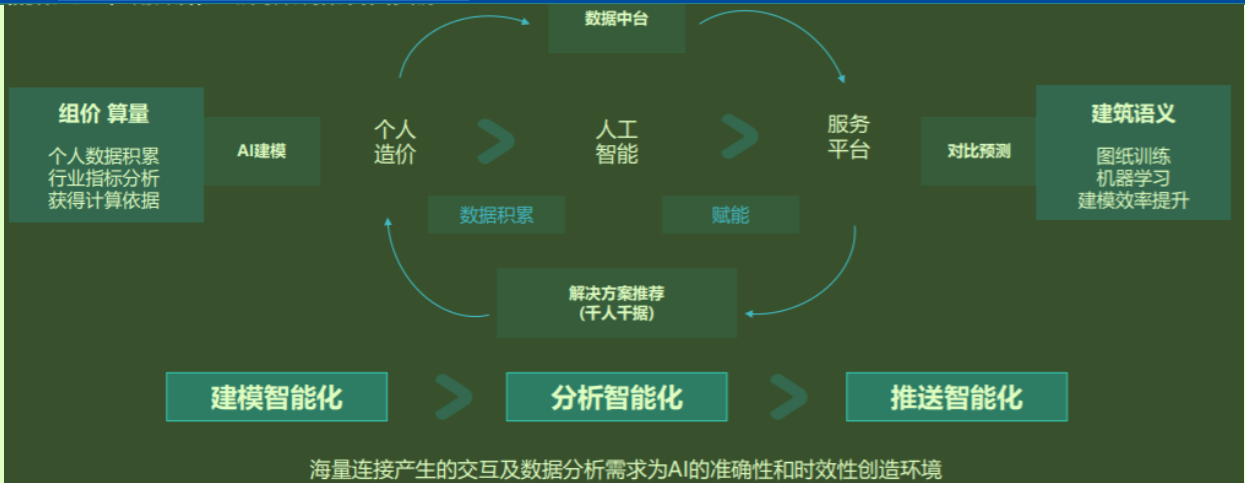 数据中台
组价 算量
个人数据积累
行业指标分析
获得计算依据
AI建模
个人
造价
人工
智能
服务
平台
对比预测
建筑语义
图纸训练
机器学习
建模效率提升
数据积累
赋能
解决方案推荐
(千人千据)
建模智能化
分析智能化
推送智能化
海量连接产生的交互及数据分析需求为AI的准确性和时效性创造环境